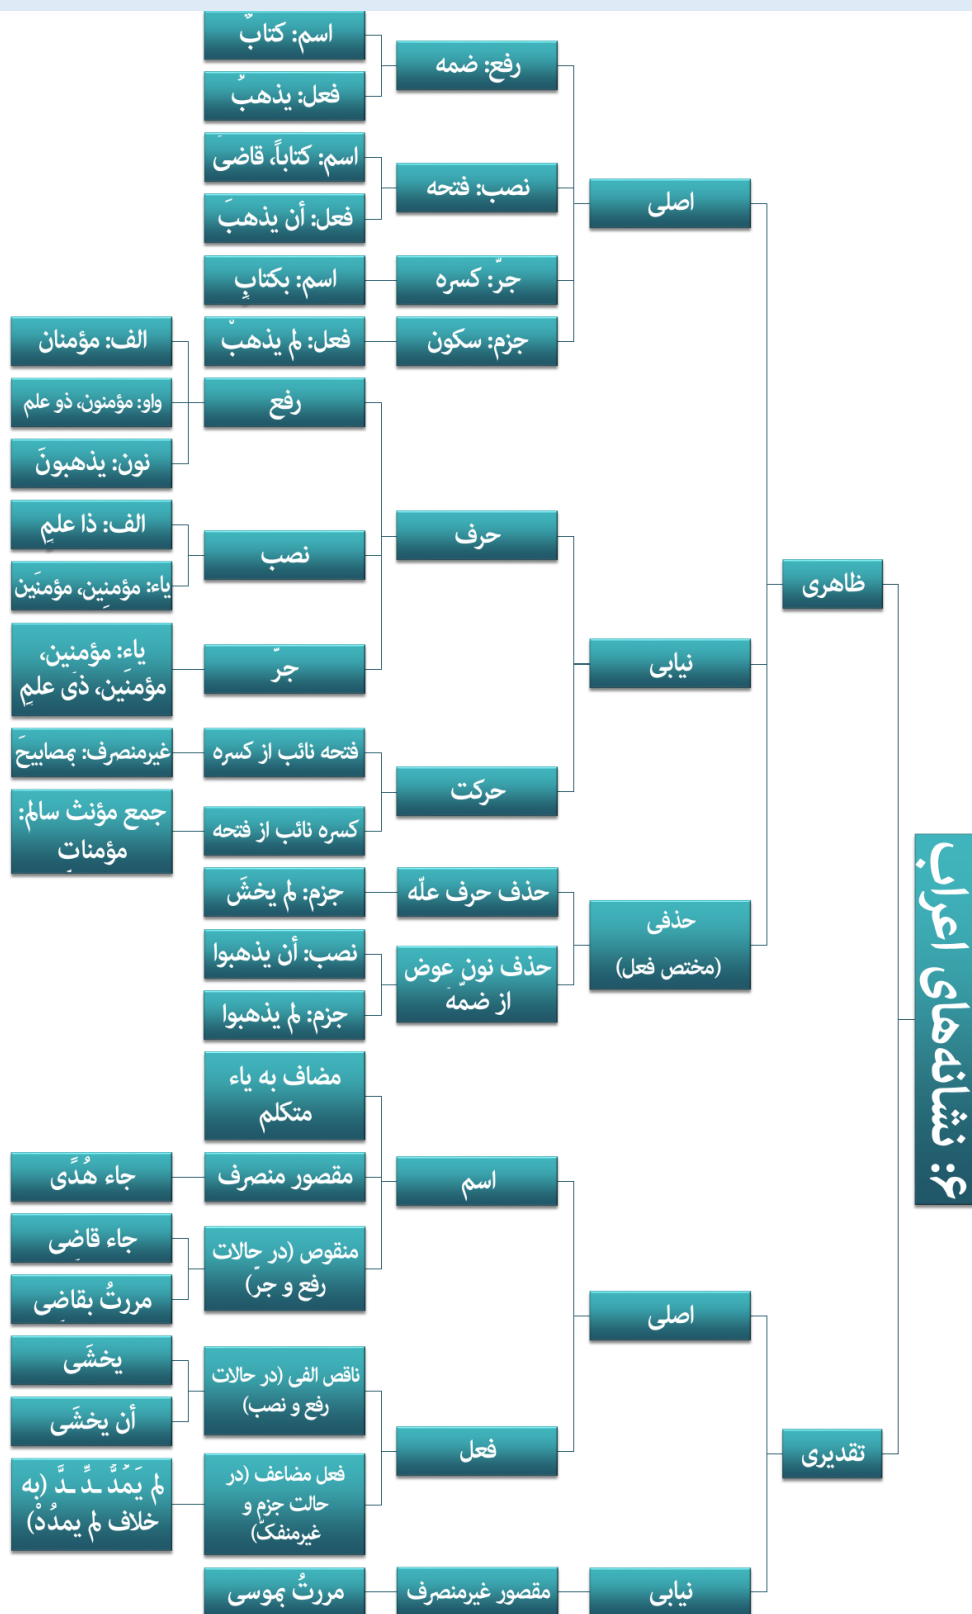 ۶: نشانه‌های اعراب
ظاهری
اصلی
رفع: ضمه
اسم: کتابٌ
فعل: یذهبُ
نصب: فتحه
اسم: کتاباً، قاضیَ
فعل: أن یذهبَ
جرّ: کسره
اسم: بکتابٍ
جزم: سکون
فعل: لم یذهبْ
نیابی
حرف
رفع
الف: مؤمنان
واو: مؤمنون، ذو علم
نون: یذهبونَ
نصب
الف: ذا علمٍ
یاء: مؤمنِین، مؤمنَین
جرّ
یاء: مؤمنِین،
مؤمنَین، ذی علمٍ
حرکت
فتحه نائب از کسره
غیرمنصرف: بمصابیحَ
کسره نائب از فتحه
جمع مؤنث سالم:
مؤمناتٍ
حذفی
(مختص فعل)
حذف حرف علّه
جزم: لم یخشَ
حذف نون عوض
از ضمّه
نصب: أن یذهبوا
جزم: لم یذهبوا
تقدیری
اصلی
اسم
مضاف به یاء
متکلم
مقصور منصرف
جاء هُدًی
منقوص (در حالات
رفع و جرّ)
جاء قاضِی
مررتُ بقاضِی
فعل
ناقص الفی (در حالات
رفع و نصب)
یخشَی
أن یخشَی
فعل مضاعف (در
حالت جزم و
غیرمنفکّ)
لم یَمُدَّ ـدِّ ـدُّ (به
خلاف لم یمدُدْ)
نیابی
مقصور غیرمنصرف
مررتُ بموسی